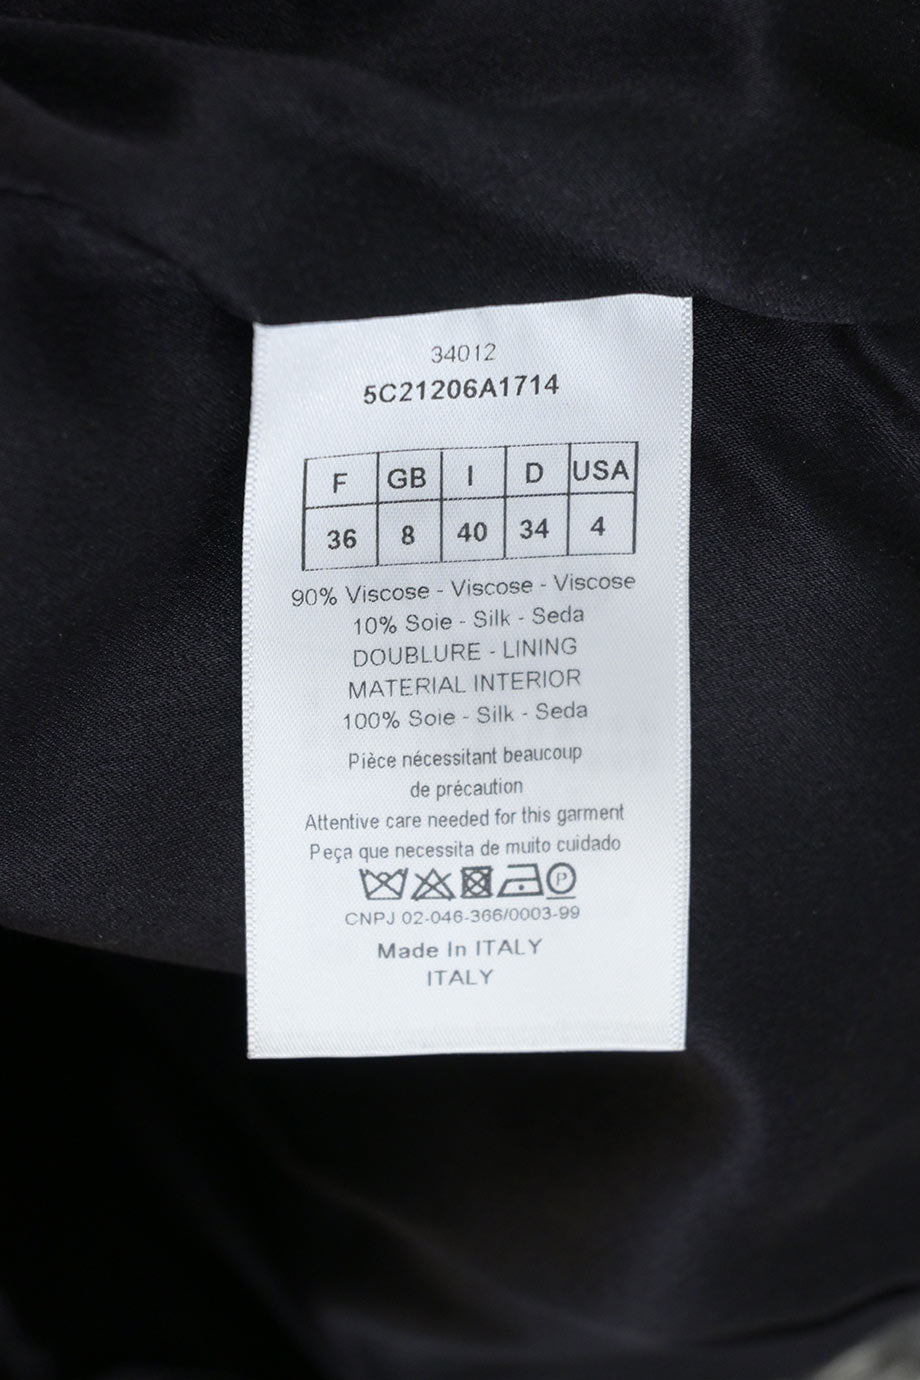 34012
5C21206A1714
F GB I D USA
36 8 40 34 4
90% Viscose - Viscose - Viscose
10% Soie - Silk - Seda
DOUBLURE - LINING
MATERIAL INTERIOR
100% Soie - Silk - Seda
Pièce nécessitant beaucoup
de précaution
Attentive care needed for this garment
Peça que necessita de muito cuidado
P
CNPJ 02-046-366/0003-99
Made In ITALY
ITALY